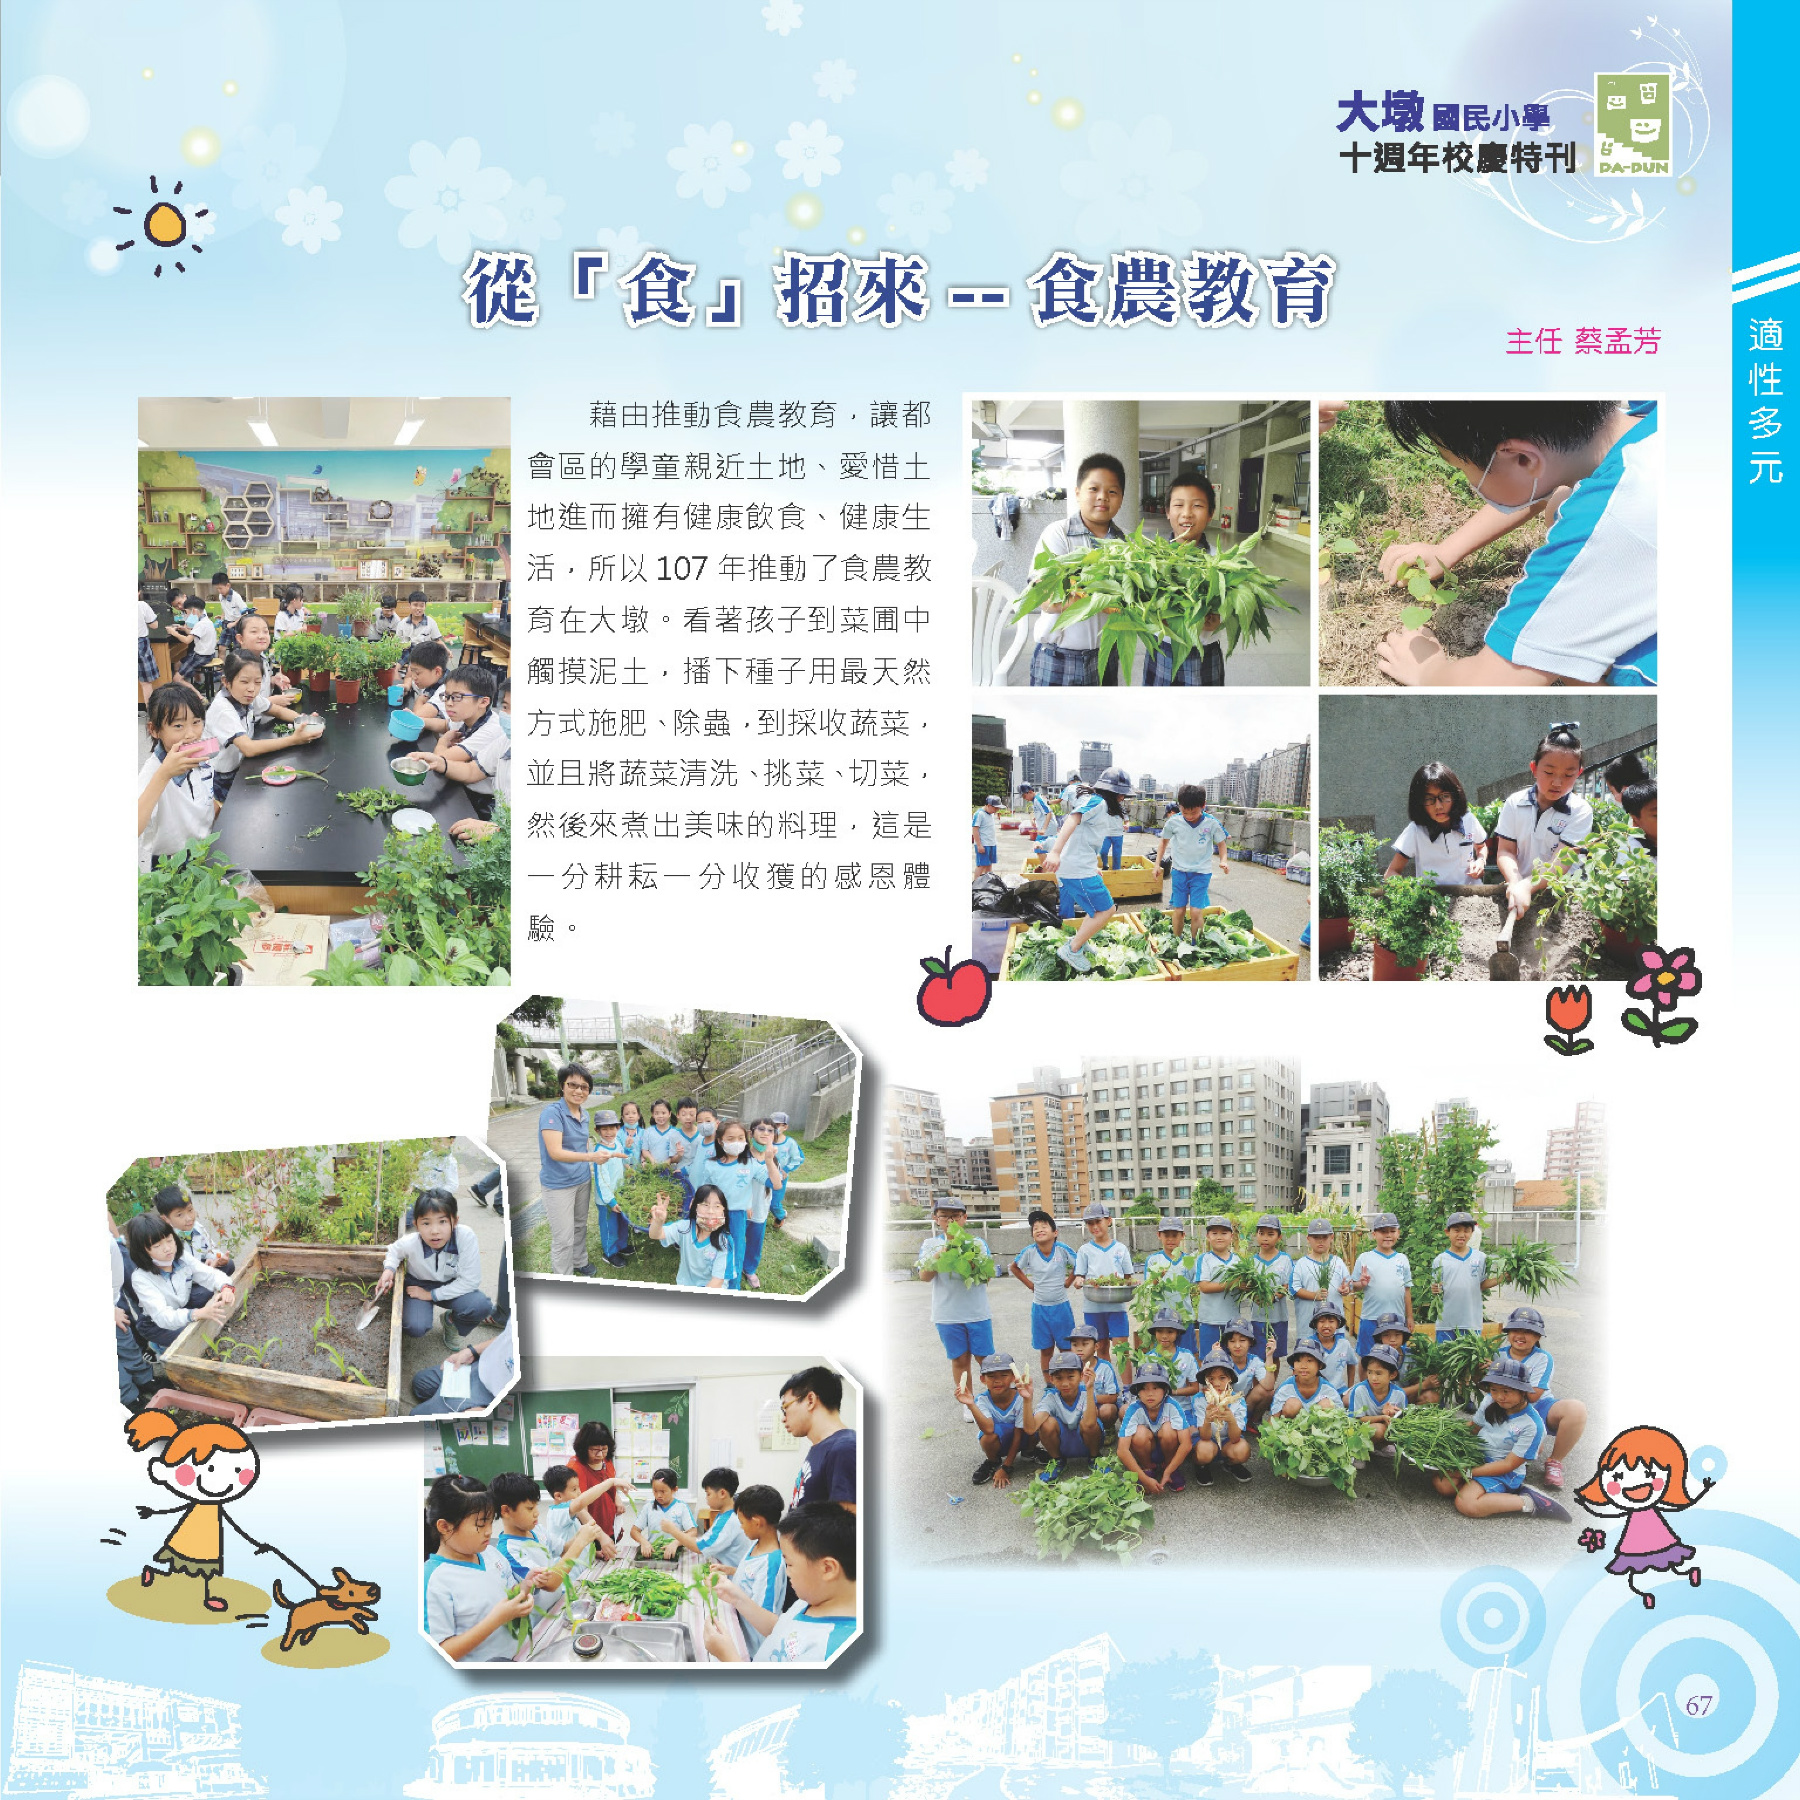 大墩 國民小學
十週年校慶特刊
DA-DUN
從「食」招來 -- 食農教育
主任 蔡孟芳
適性多元
藉由推動食農教育，讓都
會區的學童親近土地、愛惜土
地進而擁有健康飲食、健康生
活，所以 107 年推動了食農教
育在大墩。看著孩子到菜圃中
觸摸泥土，播下種子用最天然
方式施肥、除蟲，到採收蔬菜，
並且將蔬菜清洗、挑菜、切菜，
然後來煮出美味的料理，這是
一分耕耘一分收獲的感恩體
驗。
67